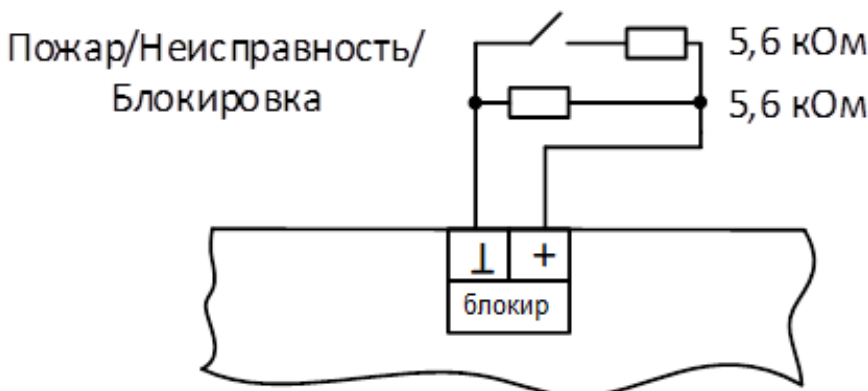 Пожар/Неисправность/
Блокировка
5,6 кОм
5,6 кОм
⊥ +
блокир